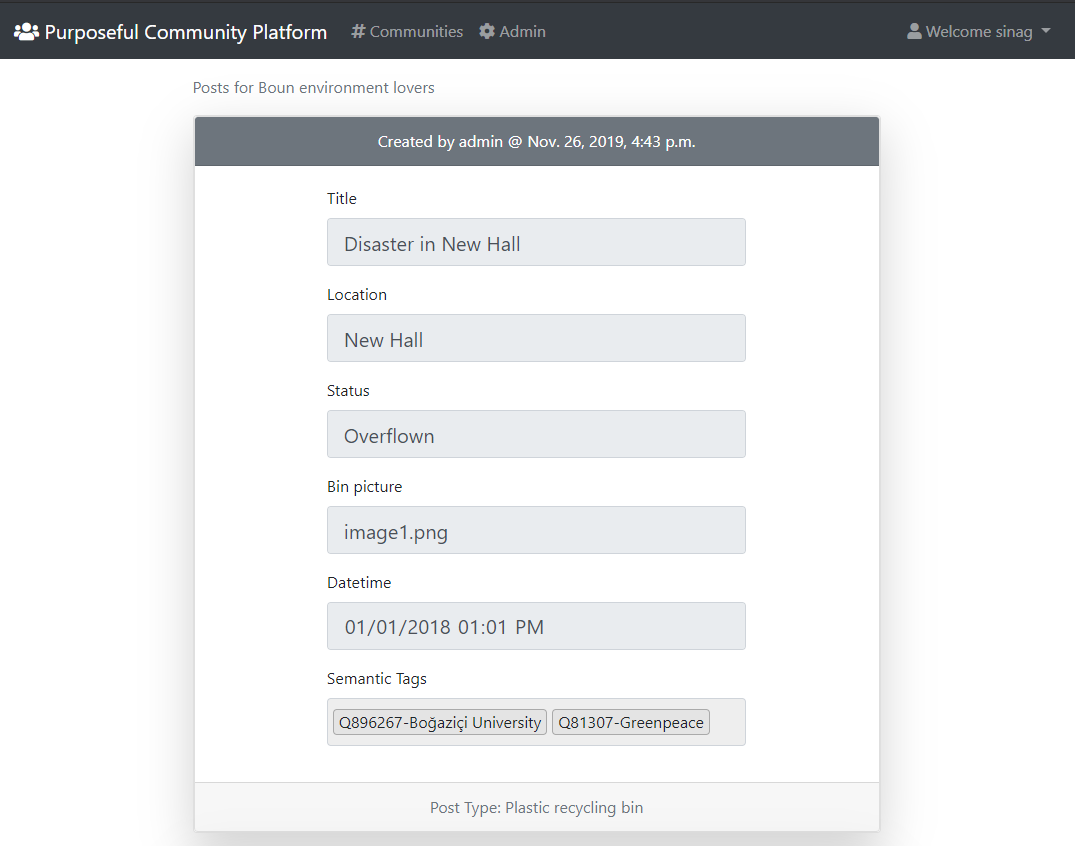 Purposeful Community Platform # Communities Admin Welcome sinag
Posts for Boun environment lovers
Created by admin @ Nov. 26, 2019, 4:43 p.m.
Title
Disaster in New Hall
Location
New Hall
Status
Overflown
Bin picture
image1.png
Datetime
01/01/2018 01:01 PM
Semantic Tags
Q896267-Boğaziçi University Q81307-Greenpeace
Post Type: Plastic recycling bin